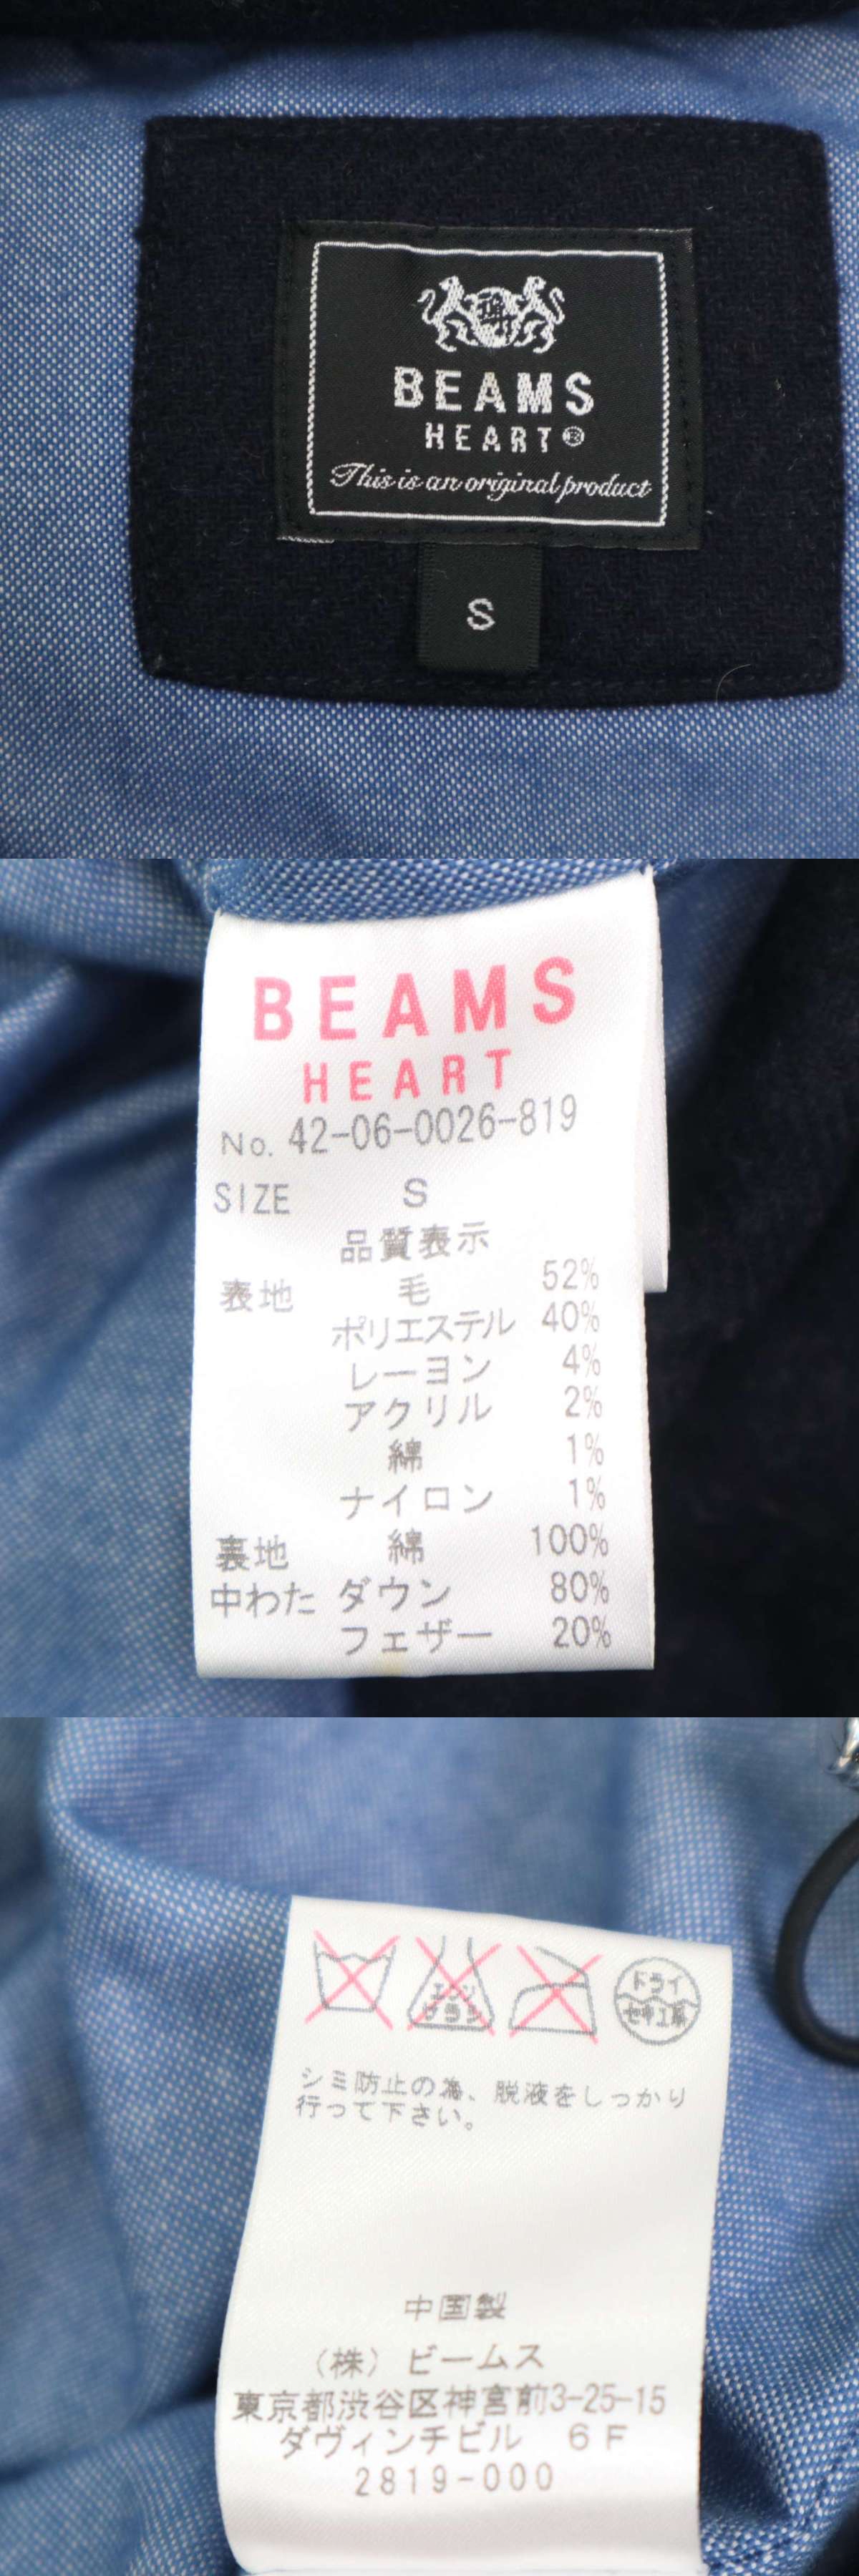 BEAMS
HEART®
This is an original product
S
BEAMS
HEART
No. 42-06-0026-819
SIZE S
品質表示
表地 毛 52%
ポリエステル 40%
レーヨン 4%
アクリル 2%
綿 1%
ナイロン 1%
裏地 綿 100%
中わた ダウン 80%
フェザー 20%
エンソ
サラシ
ドライ
セキユ系
シミ防止の為、脱液をしっかり
行って下さい。
中国製
(株) ビームス
東京都渋谷区神宮前3-25-15
ダヴィンチビル 6F
2819-000